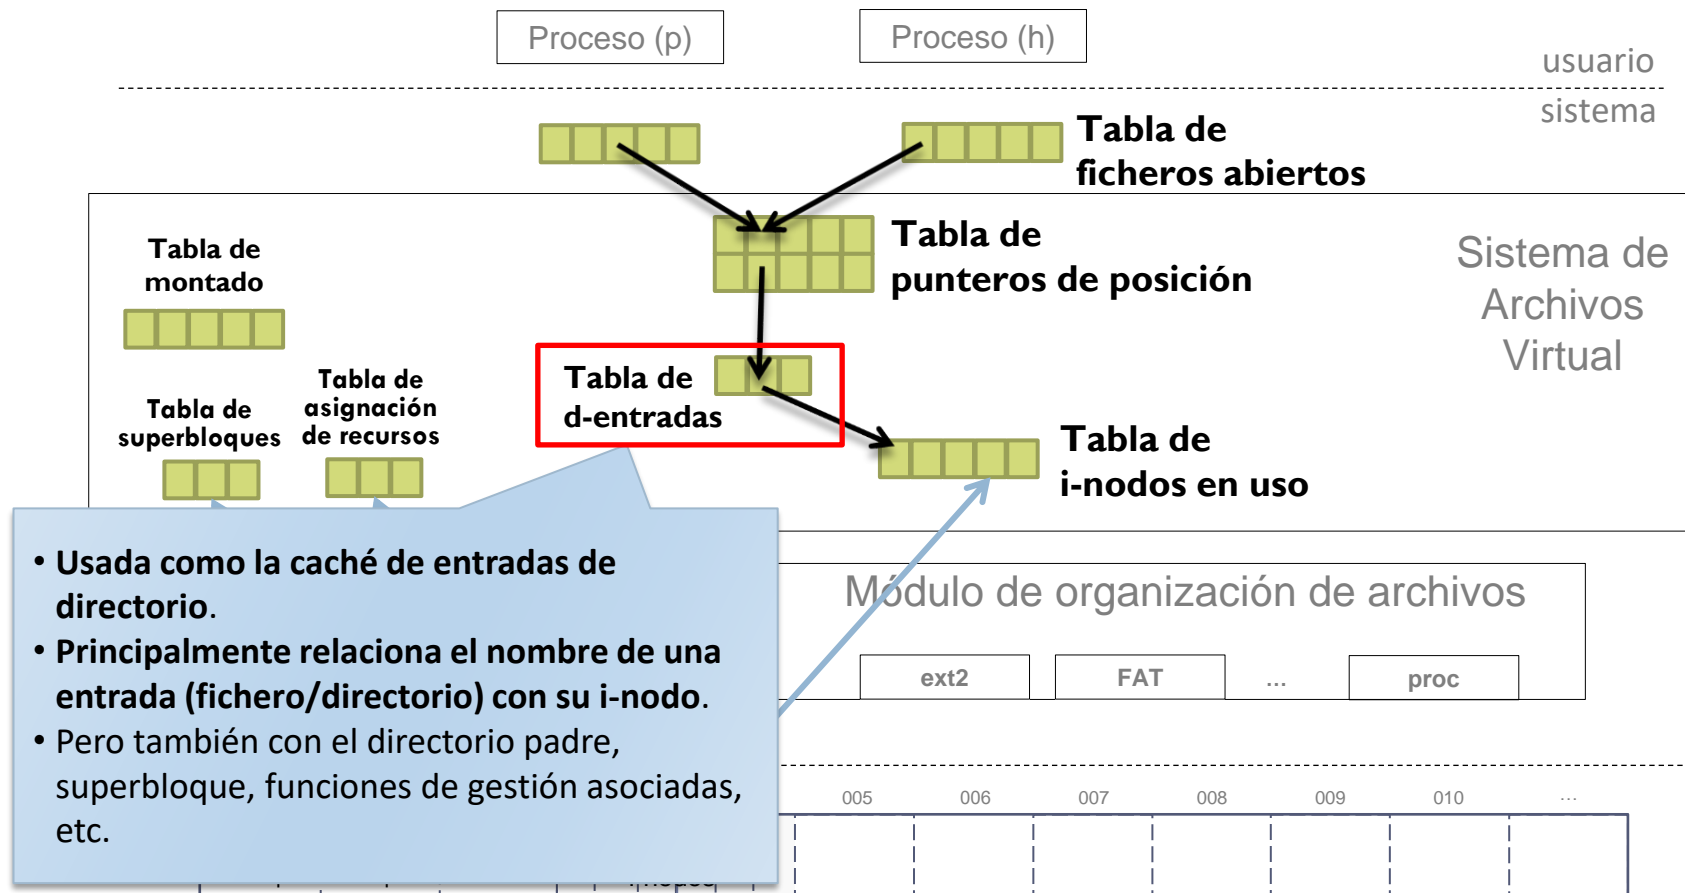 Proceso (p)
Proceso (h)
usuario
sistema
Tabla de
ficheros abiertos
Tabla de
punteros de posición
Sistema de
Archivos
Virtual
Tabla de
montado
Tabla de
d-entradas
Tabla de
superbloques
Tabla de
asignación
de recursos
Tabla de
i-nodos en uso
• Usada como la caché de entradas de
directorio.
• Principalmente relaciona el nombre de una
entrada (fichero/directorio) con su i-nodo.
• Pero también con el directorio padre,
superbloque, funciones de gestión asociadas,
etc.
Módulo de organización de archivos
ext2
FAT
...
proc
005 006 007 008 009 010 ...